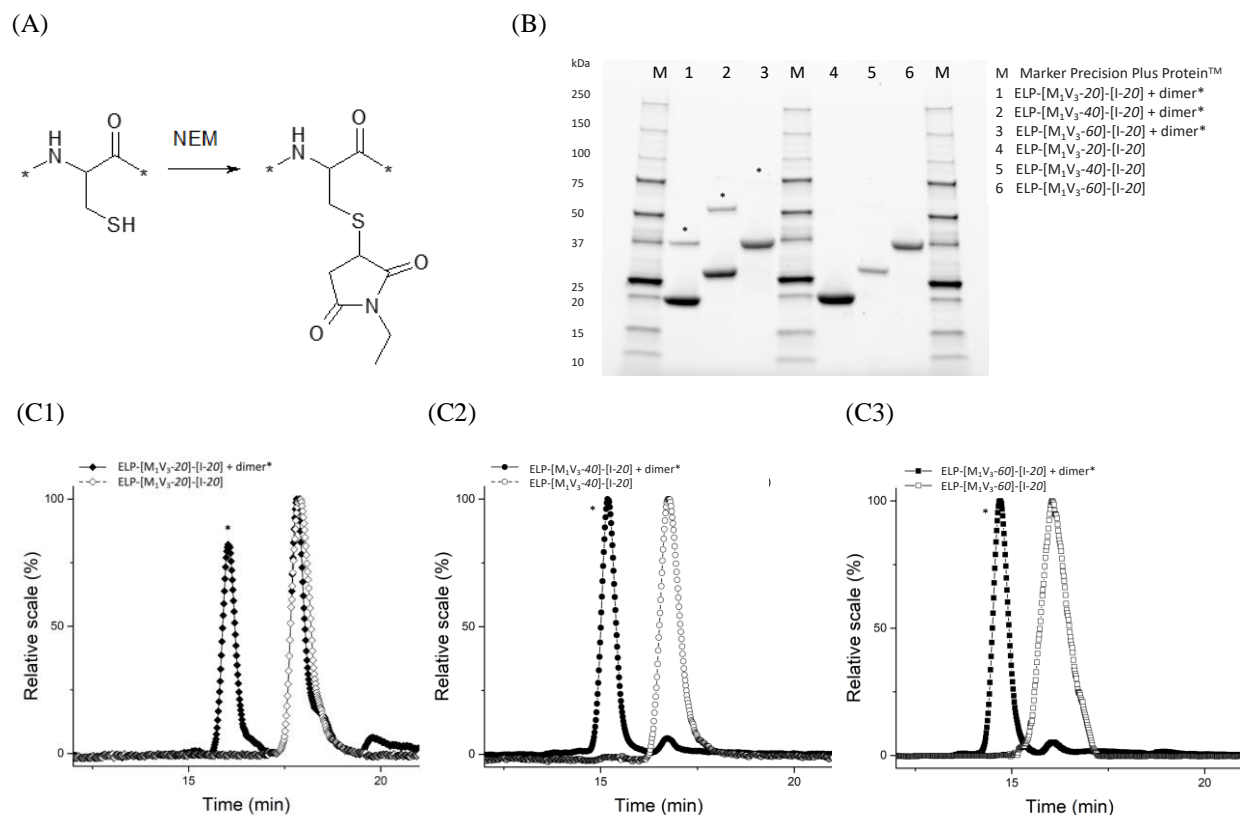 (A)
H
N
O
*
*
SH
NEM
H
N
O
*
*
S
O
N
O
(B)
kDa
M 1 2 3 M 4 5 6 M
250
150
100
75
50
37
25
20
15
10
*
*
*
M Marker Precision Plus Protein™
1 ELP-[M₁V₃-20]-[I-20] + dimer*
2 ELP-[M₁V₃-40]-[I-20] + dimer*
3 ELP-[M₁V₃-60]-[I-20] + dimer*
4 ELP-[M₁V₃-20]-[I-20]
5 ELP-[M₁V₃-40]-[I-20]
6 ELP-[M₁V₃-60]-[I-20]
(C1)
ELP-[M₁V₃-20]-[I-20] + dimer*
ELP-[M₁V₃-20]-[I-20]
*
100
50
0
Relative scale (%)
15 20
Time (min)
(C2)
ELP-[M₁V₃-40]-[I-20] + dimer*
ELP-[M₁V₃-40]-[I-20]
*
100
50
0
Relative scale (%)
15 20
Time (min)
(C3)
ELP-[M₁V₃-60]-[I-20] + dimer*
ELP-[M₁V₃-60]-[I-20]
*
100
50
0
Relative scale (%)
15 20
Time (min)